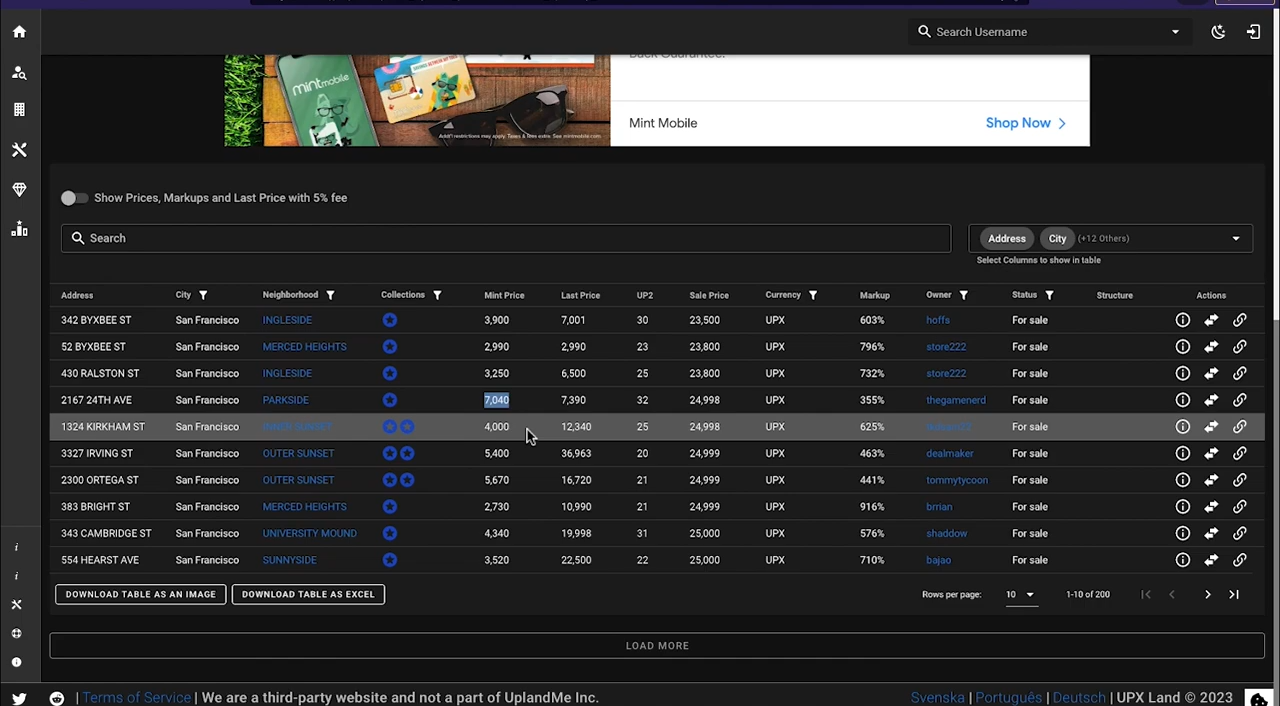 Search Username
Back Guarantee.
mintmobile
Mint Mobile
Shop Now
Show Prices, Markups and Last Price with 5% fee
Search
Address City (+12 Others)
Select Columns to show in table
Address City Neighborhood Collections Mint Price Last Price UP2 Sale Price Currency Markup Owner Status Structure Actions
342 BYXBEE ST San Francisco INGLESIDE 3,900 7,001 30 23,500 UPX 603% hoffs For sale
52 BYXBEE ST San Francisco MERCED HEIGHTS 2,990 2,990 23 23,800 UPX 796% store222 For sale
430 RALSTON ST San Francisco INGLESIDE 3,250 6,500 25 23,800 UPX 732% store222 For sale
2167 24TH AVE San Francisco PARKSIDE 7,040 7,390 32 24,998 UPX 355% thegamenerd For sale
1324 KIRKHAM ST San Francisco INNER SUNSET 4,000 12,340 25 24,998 UPX 625% For sale
3327 IRVING ST San Francisco OUTER SUNSET 5,400 36,963 20 24,999 UPX 463% dealmaker For sale
2300 ORTEGA ST San Francisco OUTER SUNSET 5,670 16,720 21 24,999 UPX 441% tommytycoon For sale
383 BRIGHT ST San Francisco MERCED HEIGHTS 2,730 10,990 21 24,999 UPX 916% brrian For sale
343 CAMBRIDGE ST San Francisco UNIVERSITY MOUND 4,340 19,998 31 25,000 UPX 576% shaddow For sale
554 HEARST AVE San Francisco SUNNYSIDE 3,520 22,500 22 25,000 UPX 710% bajao For sale
DOWNLOAD TABLE AS AN IMAGE DOWNLOAD TABLE AS EXCEL Rows per page: 10 1-10 of 200
LOAD MORE
| Terms of Service | We are a third-party website and not a part of UplandMe Inc. Svenska | Português | Deutsch | UPX Land © 2023